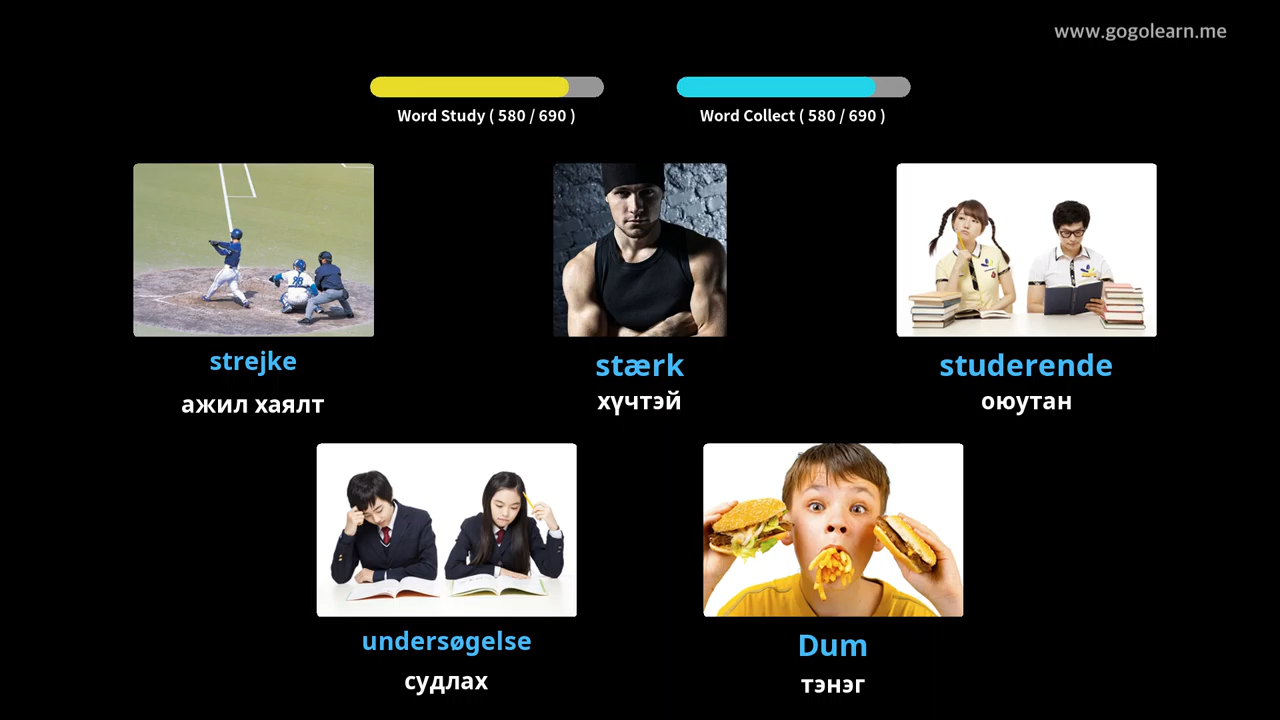 www.gogolearn.me
Word Study ( 580 / 690 )
Word Collect ( 580 / 690 )
strejke
ажил хаялт
stærk
хүчтэй
studerende
оюутан
undersøgelse
судлах
Dum
тэнэг